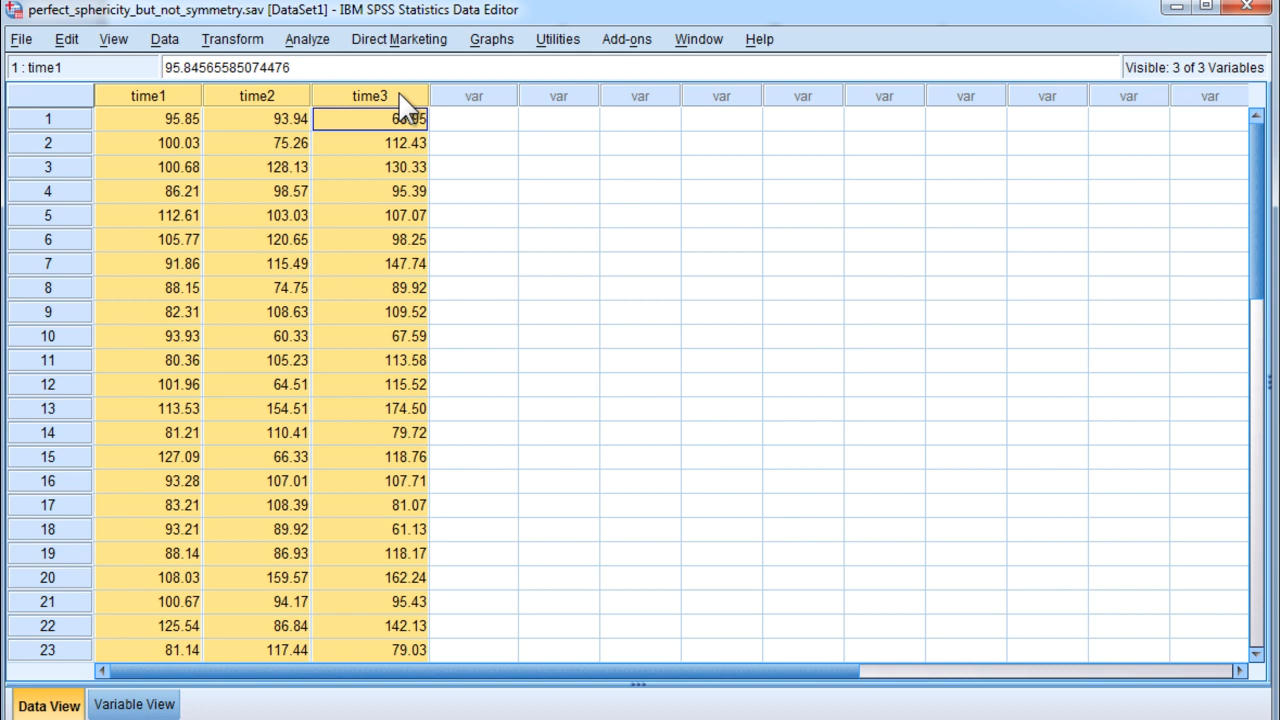 perfect_sphericity_but_not_symmetry.sav [DataSet1] - IBM SPSS Statistics Data Editor
File Edit View Data Transform Analyze Direct Marketing Graphs Utilities Add-ons Window Help
1 : time1 95.84565585074476 Visible: 3 of 3 Variables
time1 time2 time3 var var var var var var var var var var
1 95.85 93.94
2 100.03 75.26 112.43
3 100.68 128.13 130.33
4 86.21 98.57 95.39
5 112.61 103.03 107.07
6 105.77 120.65 98.25
7 91.86 115.49 147.74
8 88.15 74.75 89.92
9 82.31 108.63 109.52
10 93.93 60.33 67.59
11 80.36 105.23 113.58
12 101.96 64.51 115.52
13 113.53 154.51 174.50
14 81.21 110.41 79.72
15 127.09 66.33 118.76
16 93.28 107.01 107.71
17 83.21 108.39 81.07
18 93.21 89.92 61.13
19 88.14 86.93 118.17
20 108.03 159.57 162.24
21 100.67 94.17 95.43
22 125.54 86.84 142.13
23 81.14 117.44 79.03
Data View Variable View